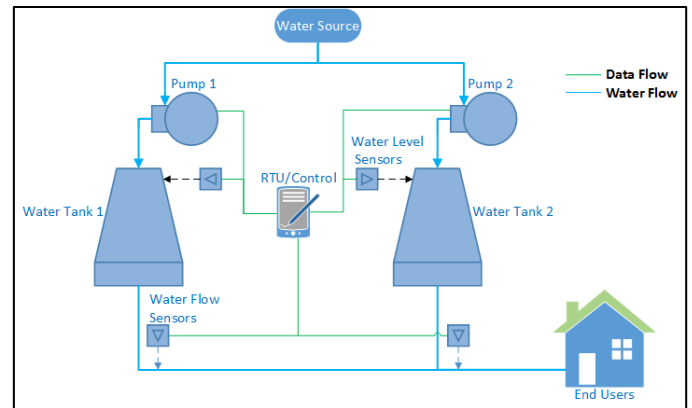 Water Source
Pump 1
Pump 2
Data Flow
Water Flow
Water Level
Sensors
RTU/Control
Water Tank 1
Water Tank 2
Water Flow
Sensors
End Users